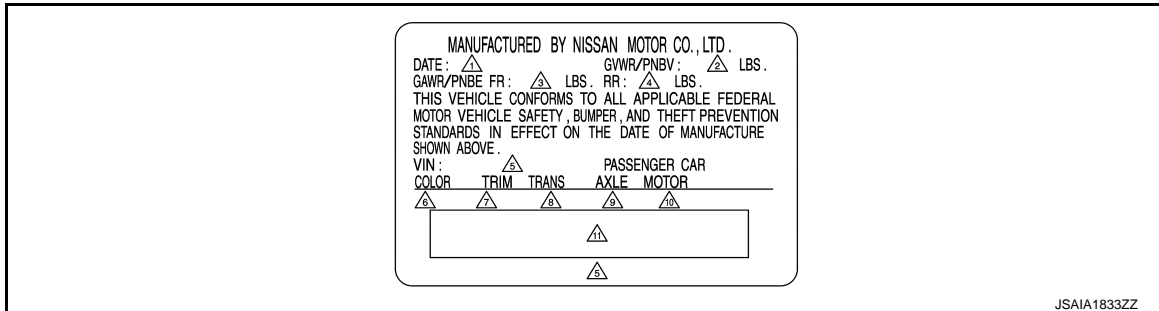 MANUFACTURED BY NISSAN MOTOR CO., LTD.
DATE: 1 GVWR/PNBV: 2 LBS.
GAWR/PNBE FR: 3 LBS. RR: 4 LBS.
THIS VEHICLE CONFORMS TO ALL APPLICABLE FEDERAL
MOTOR VEHICLE SAFETY, BUMPER, AND THEFT PREVENTION
STANDARDS IN EFFECT ON THE DATE OF MANUFACTURE
SHOWN ABOVE.
VIN: 5 PASSENGER CAR
COLOR TRIM TRANS AXLE MOTOR
6 7 8 9 10
11
5
JSAIA1833ZZ